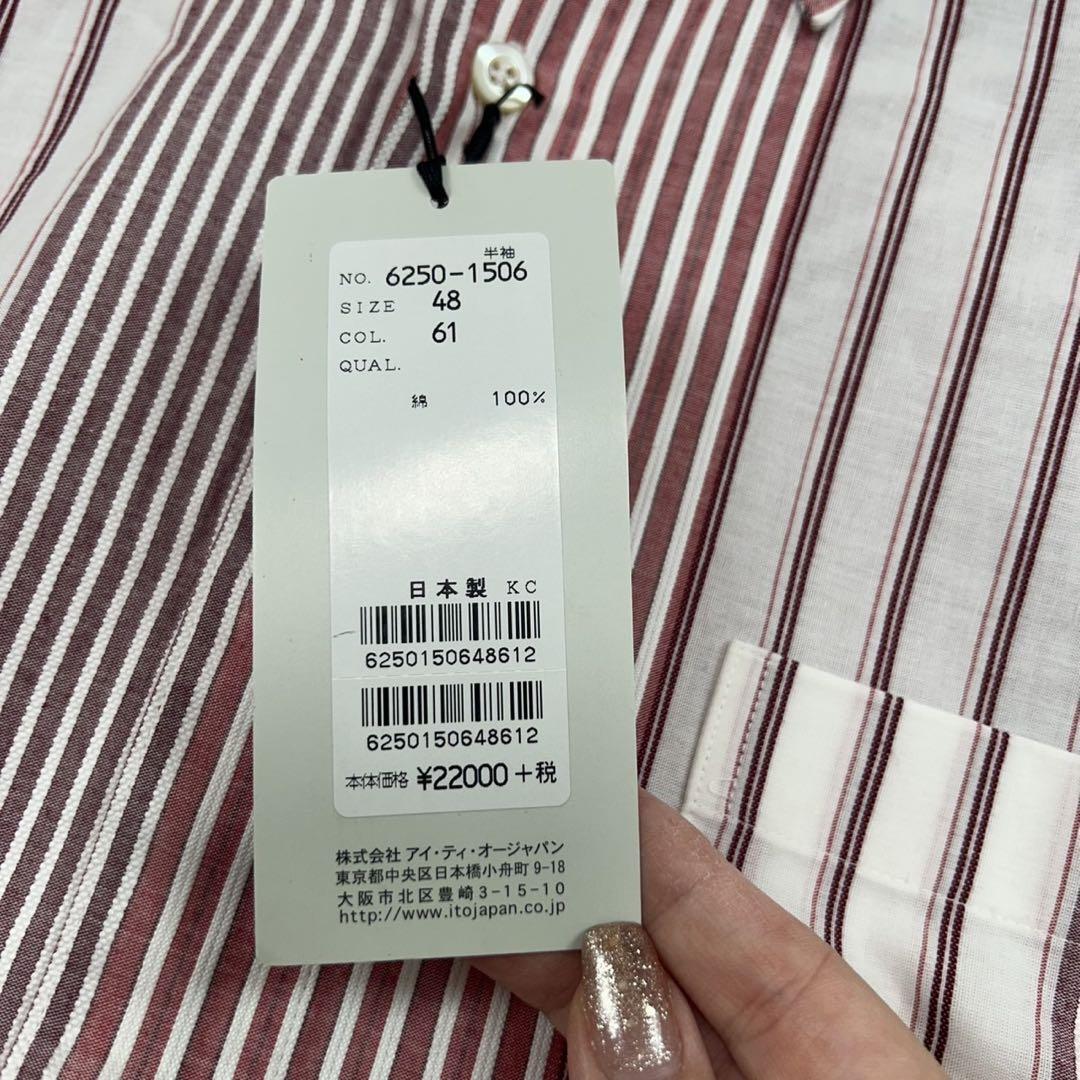 半袖
NO. 6250-1506
SIZE 48
COL. 61
QUAL.
綿 100%
日本製 KC
6250150648612
6250150648612
本体価格 ¥22000+税
株式会社 アイ・ティ・オージャパン
東京都中央区日本橋小舟町 9-18
大阪市北区豊崎 3-15-10
http://www.itojapan.co.jp